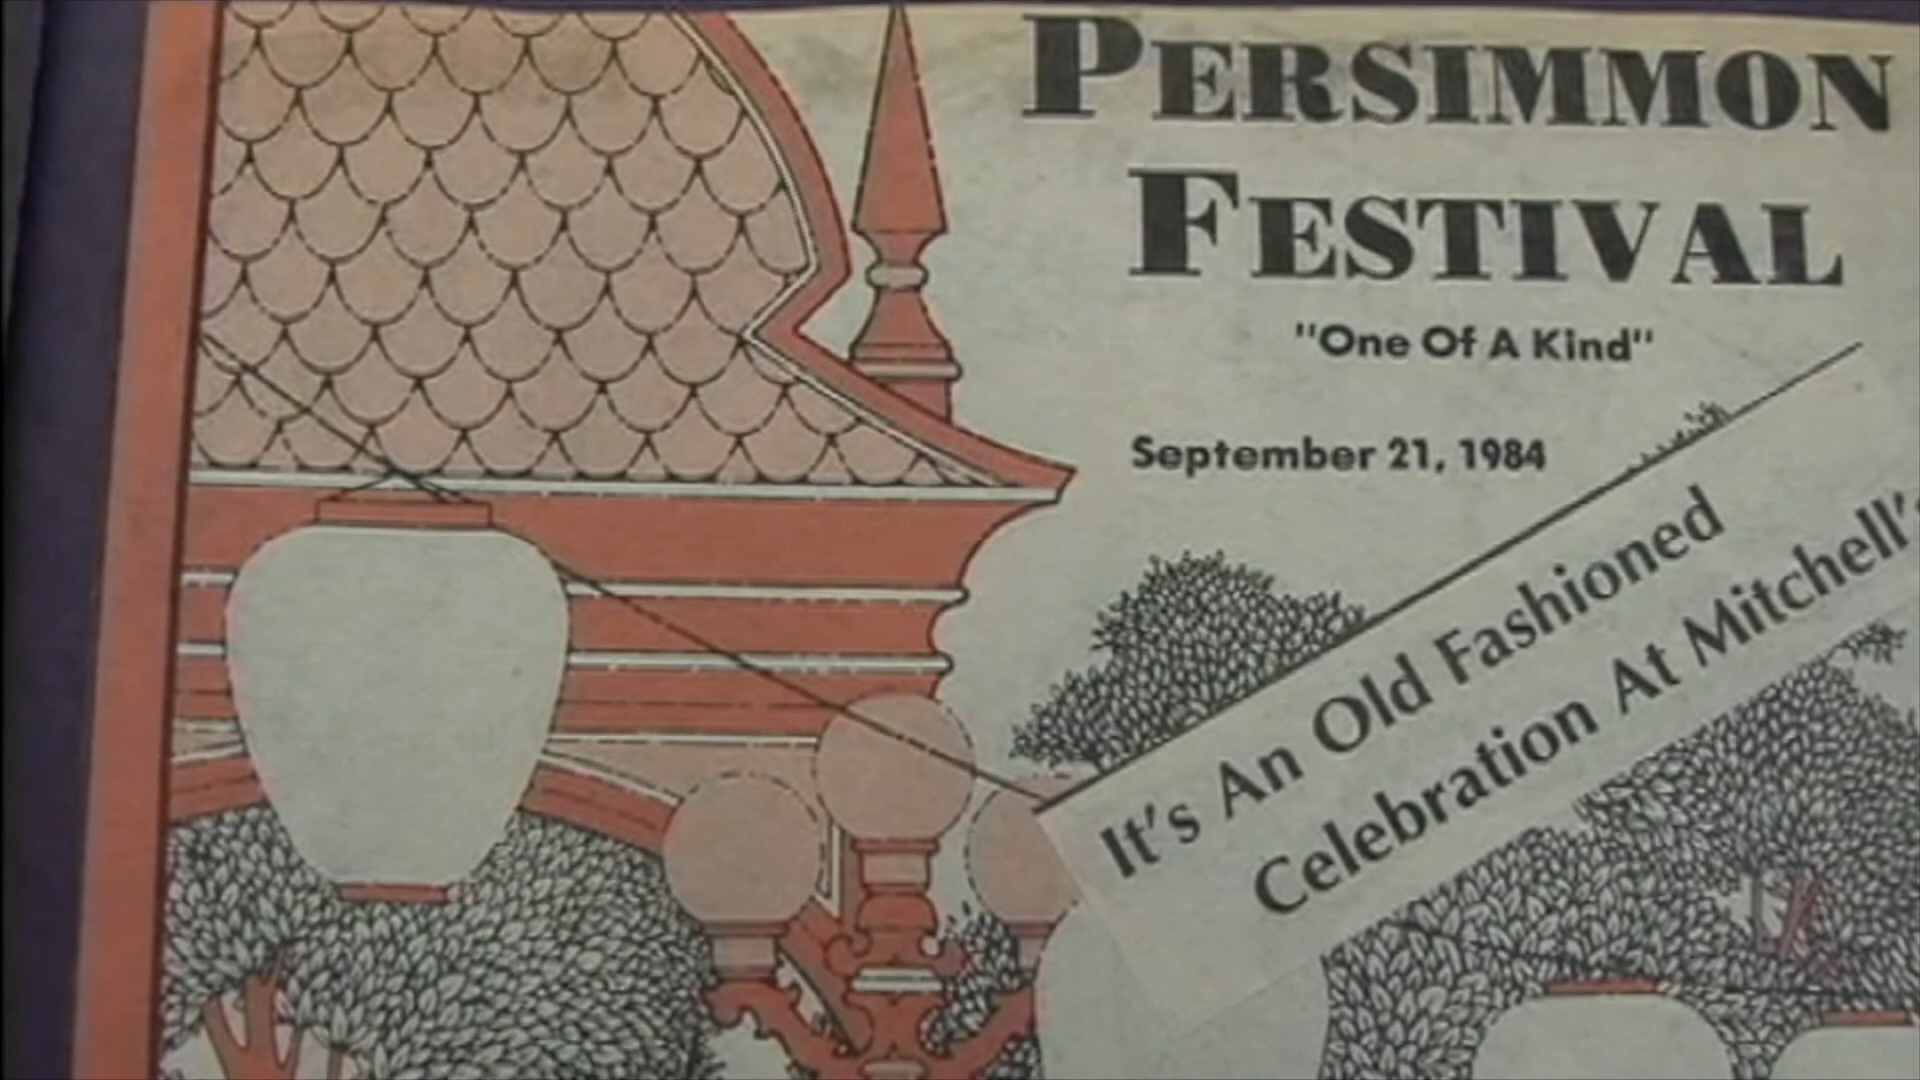 PERSIMMON
FESTIVAL
"One Of A Kind"
September 21, 1984
It's An Old Fashioned
Celebration At Mitchell's